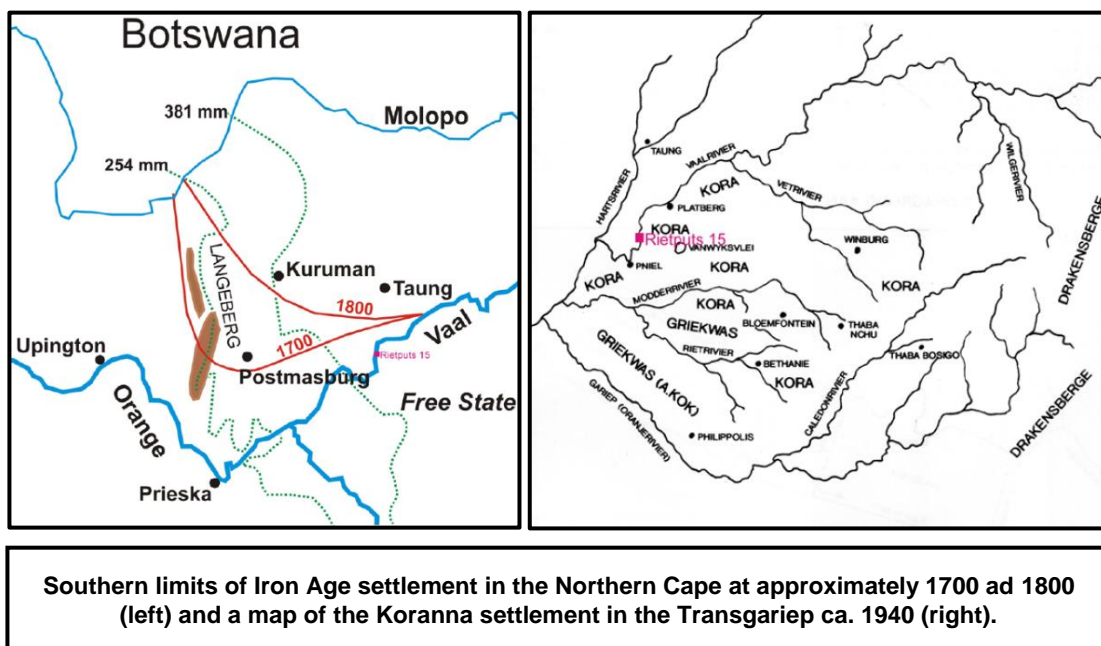 Botswana
381 mm
Molopo
254 mm
LANGEBERG
Kuruman
Taung
1800
Vaal
1700
Upington
Rietputs 15
Postmasburg
Orange
Free State
Prieska
TAUNG
VAALRIVIER
WILGERIVIER
HARTSRIVIER
KORA
VETRIVIER
PLATBERG
DRAKENSBERGE
KORA
Rietputs 15
VANWYKSVLEI
WINBURG
PNIEL
KORA
KORA
KORA
MODDERRIVIER
KORA
BLOEMFONTEIN
THABA
NCHU
GRIEKWAS
RIETRIVIER
THABA BOSIGO
GRIEKWAS (A.KOK)
BETHANIE
KORA
CALEDONRIVIER
GARIEP (ORANJERIVIER)
DRAKENSBERGE
PHILIPPOLIS
Southern limits of Iron Age settlement in the Northern Cape at approximately 1700 ad 1800
(left) and a map of the Koranna settlement in the Transgariep ca. 1940 (right).